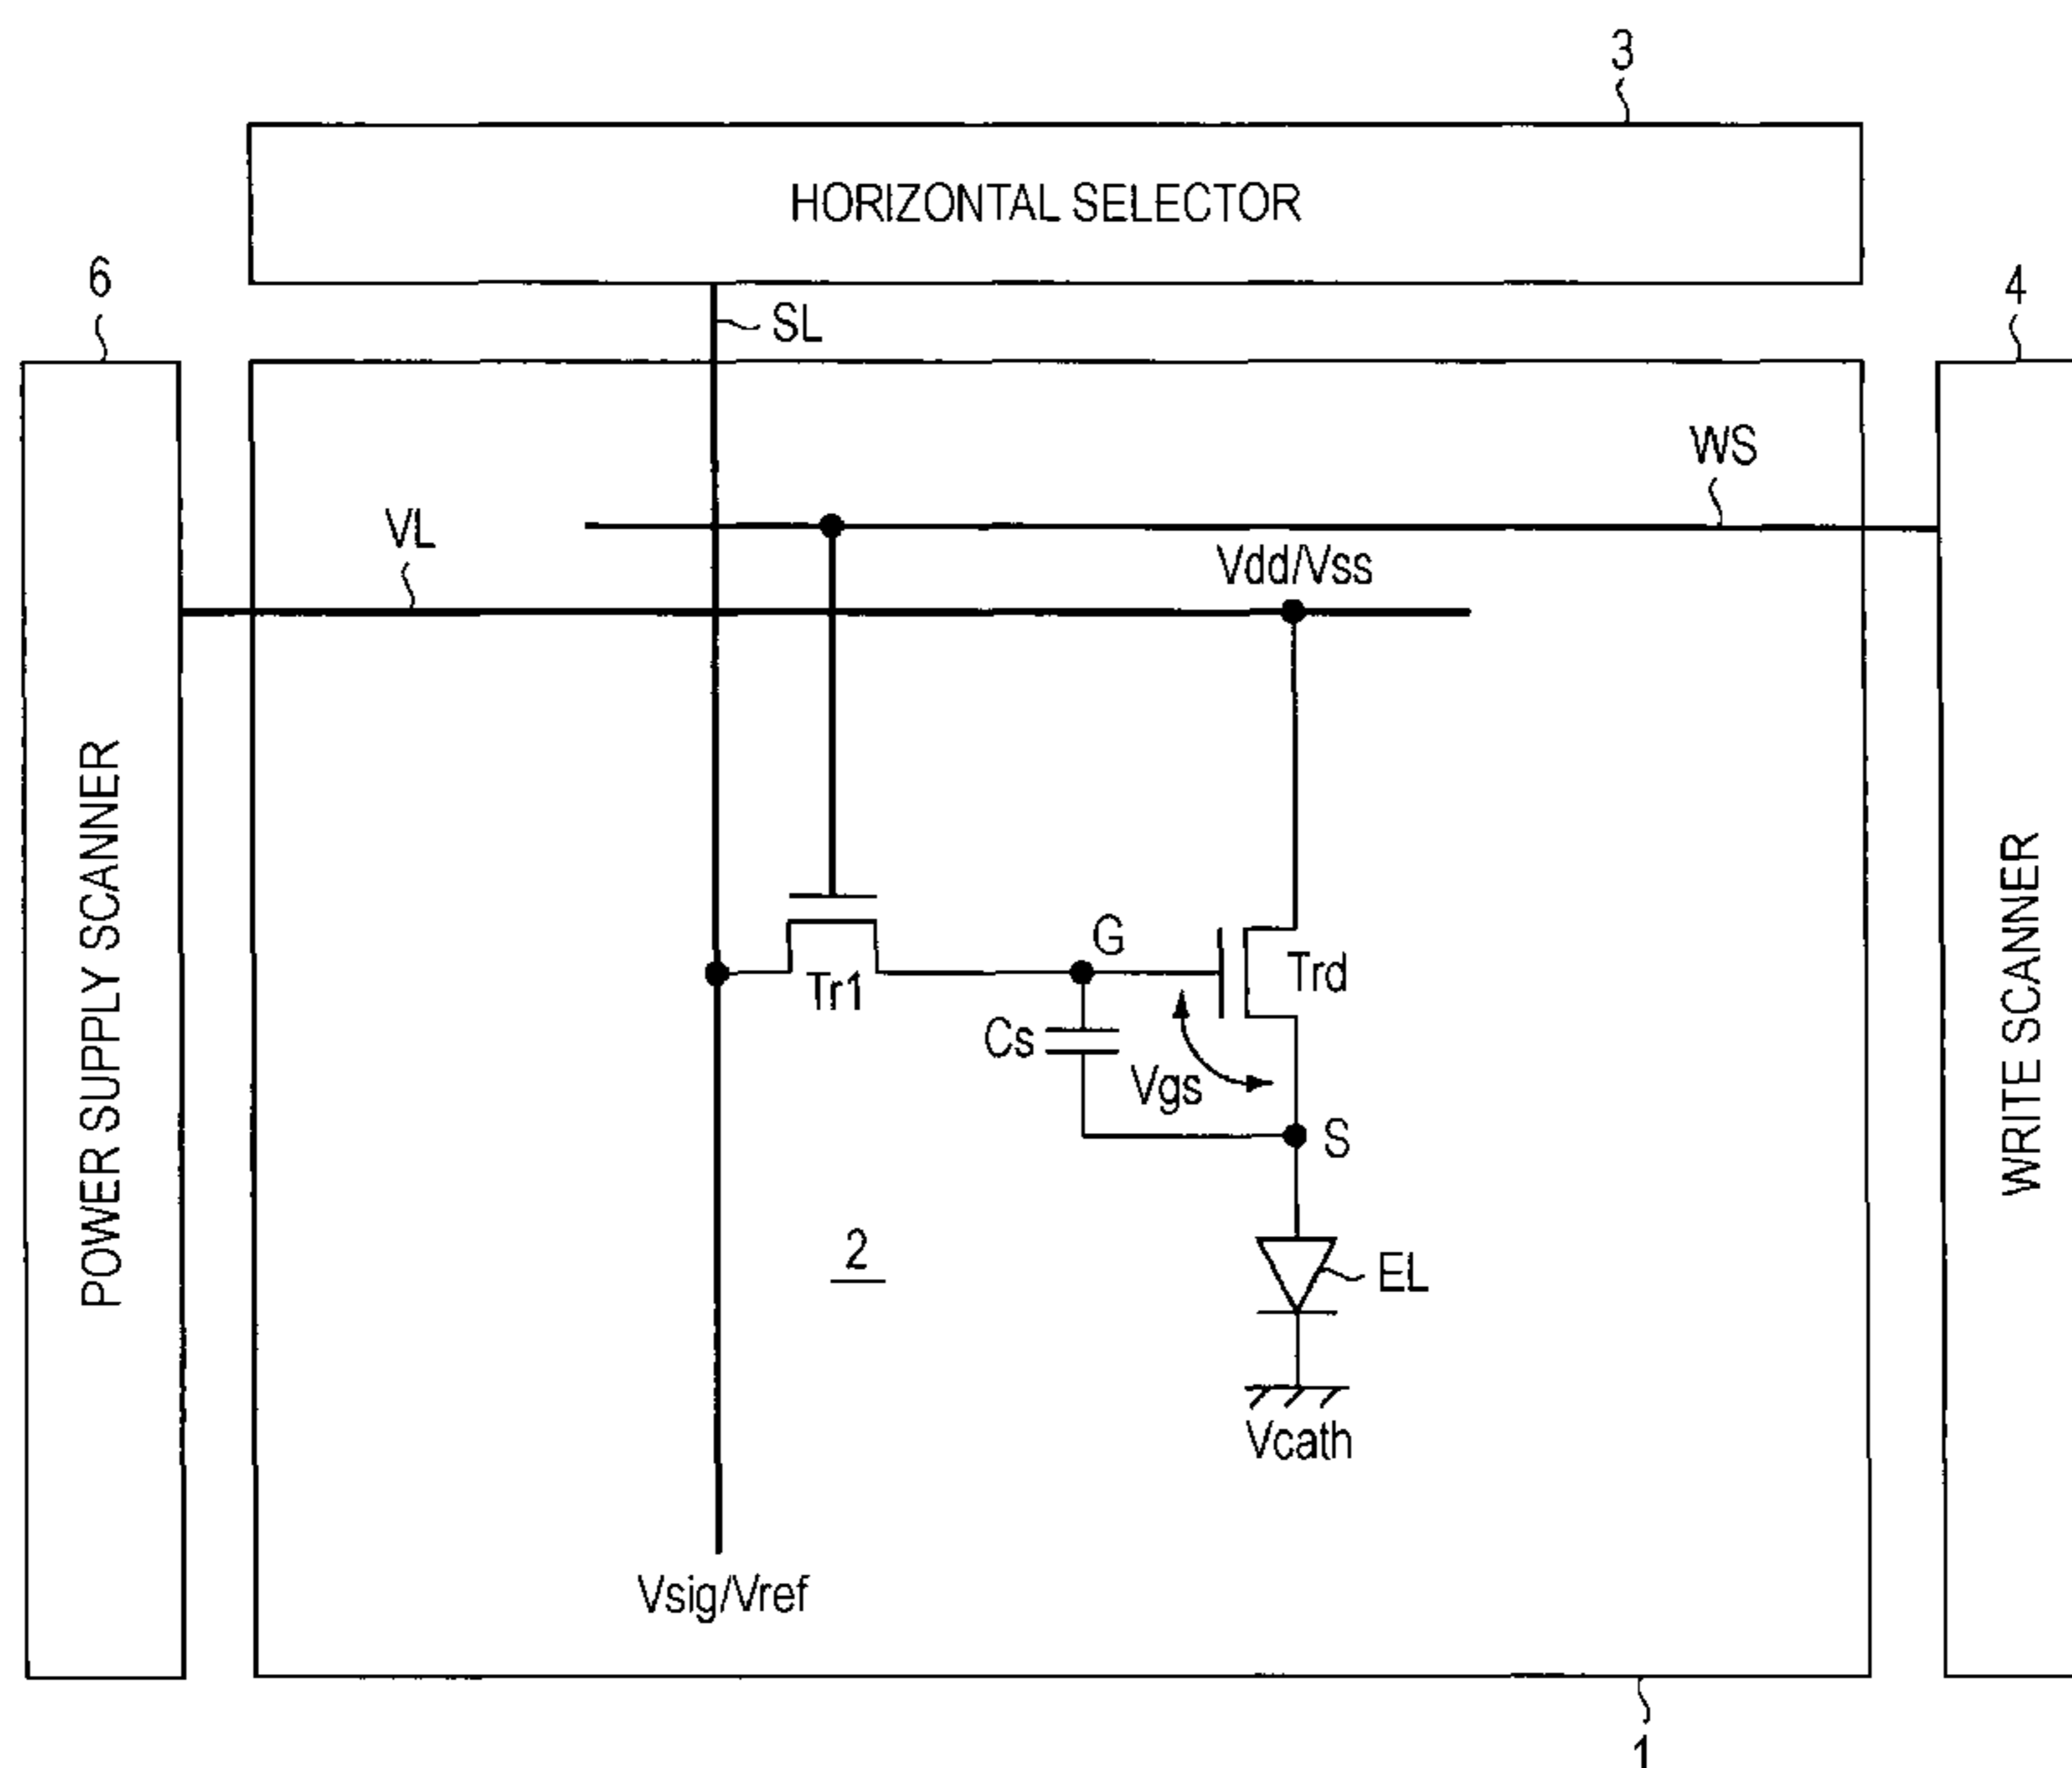 3
HORIZONTAL SELECTOR
6
4
SL
WS
VL
Vdd/Vss
POWER SUPPLY SCANNER
WRITE SCANNER
G
Tr1
Trd
Cs
Vgs
S
2
EL
Vcath
Vsig/Vref
1